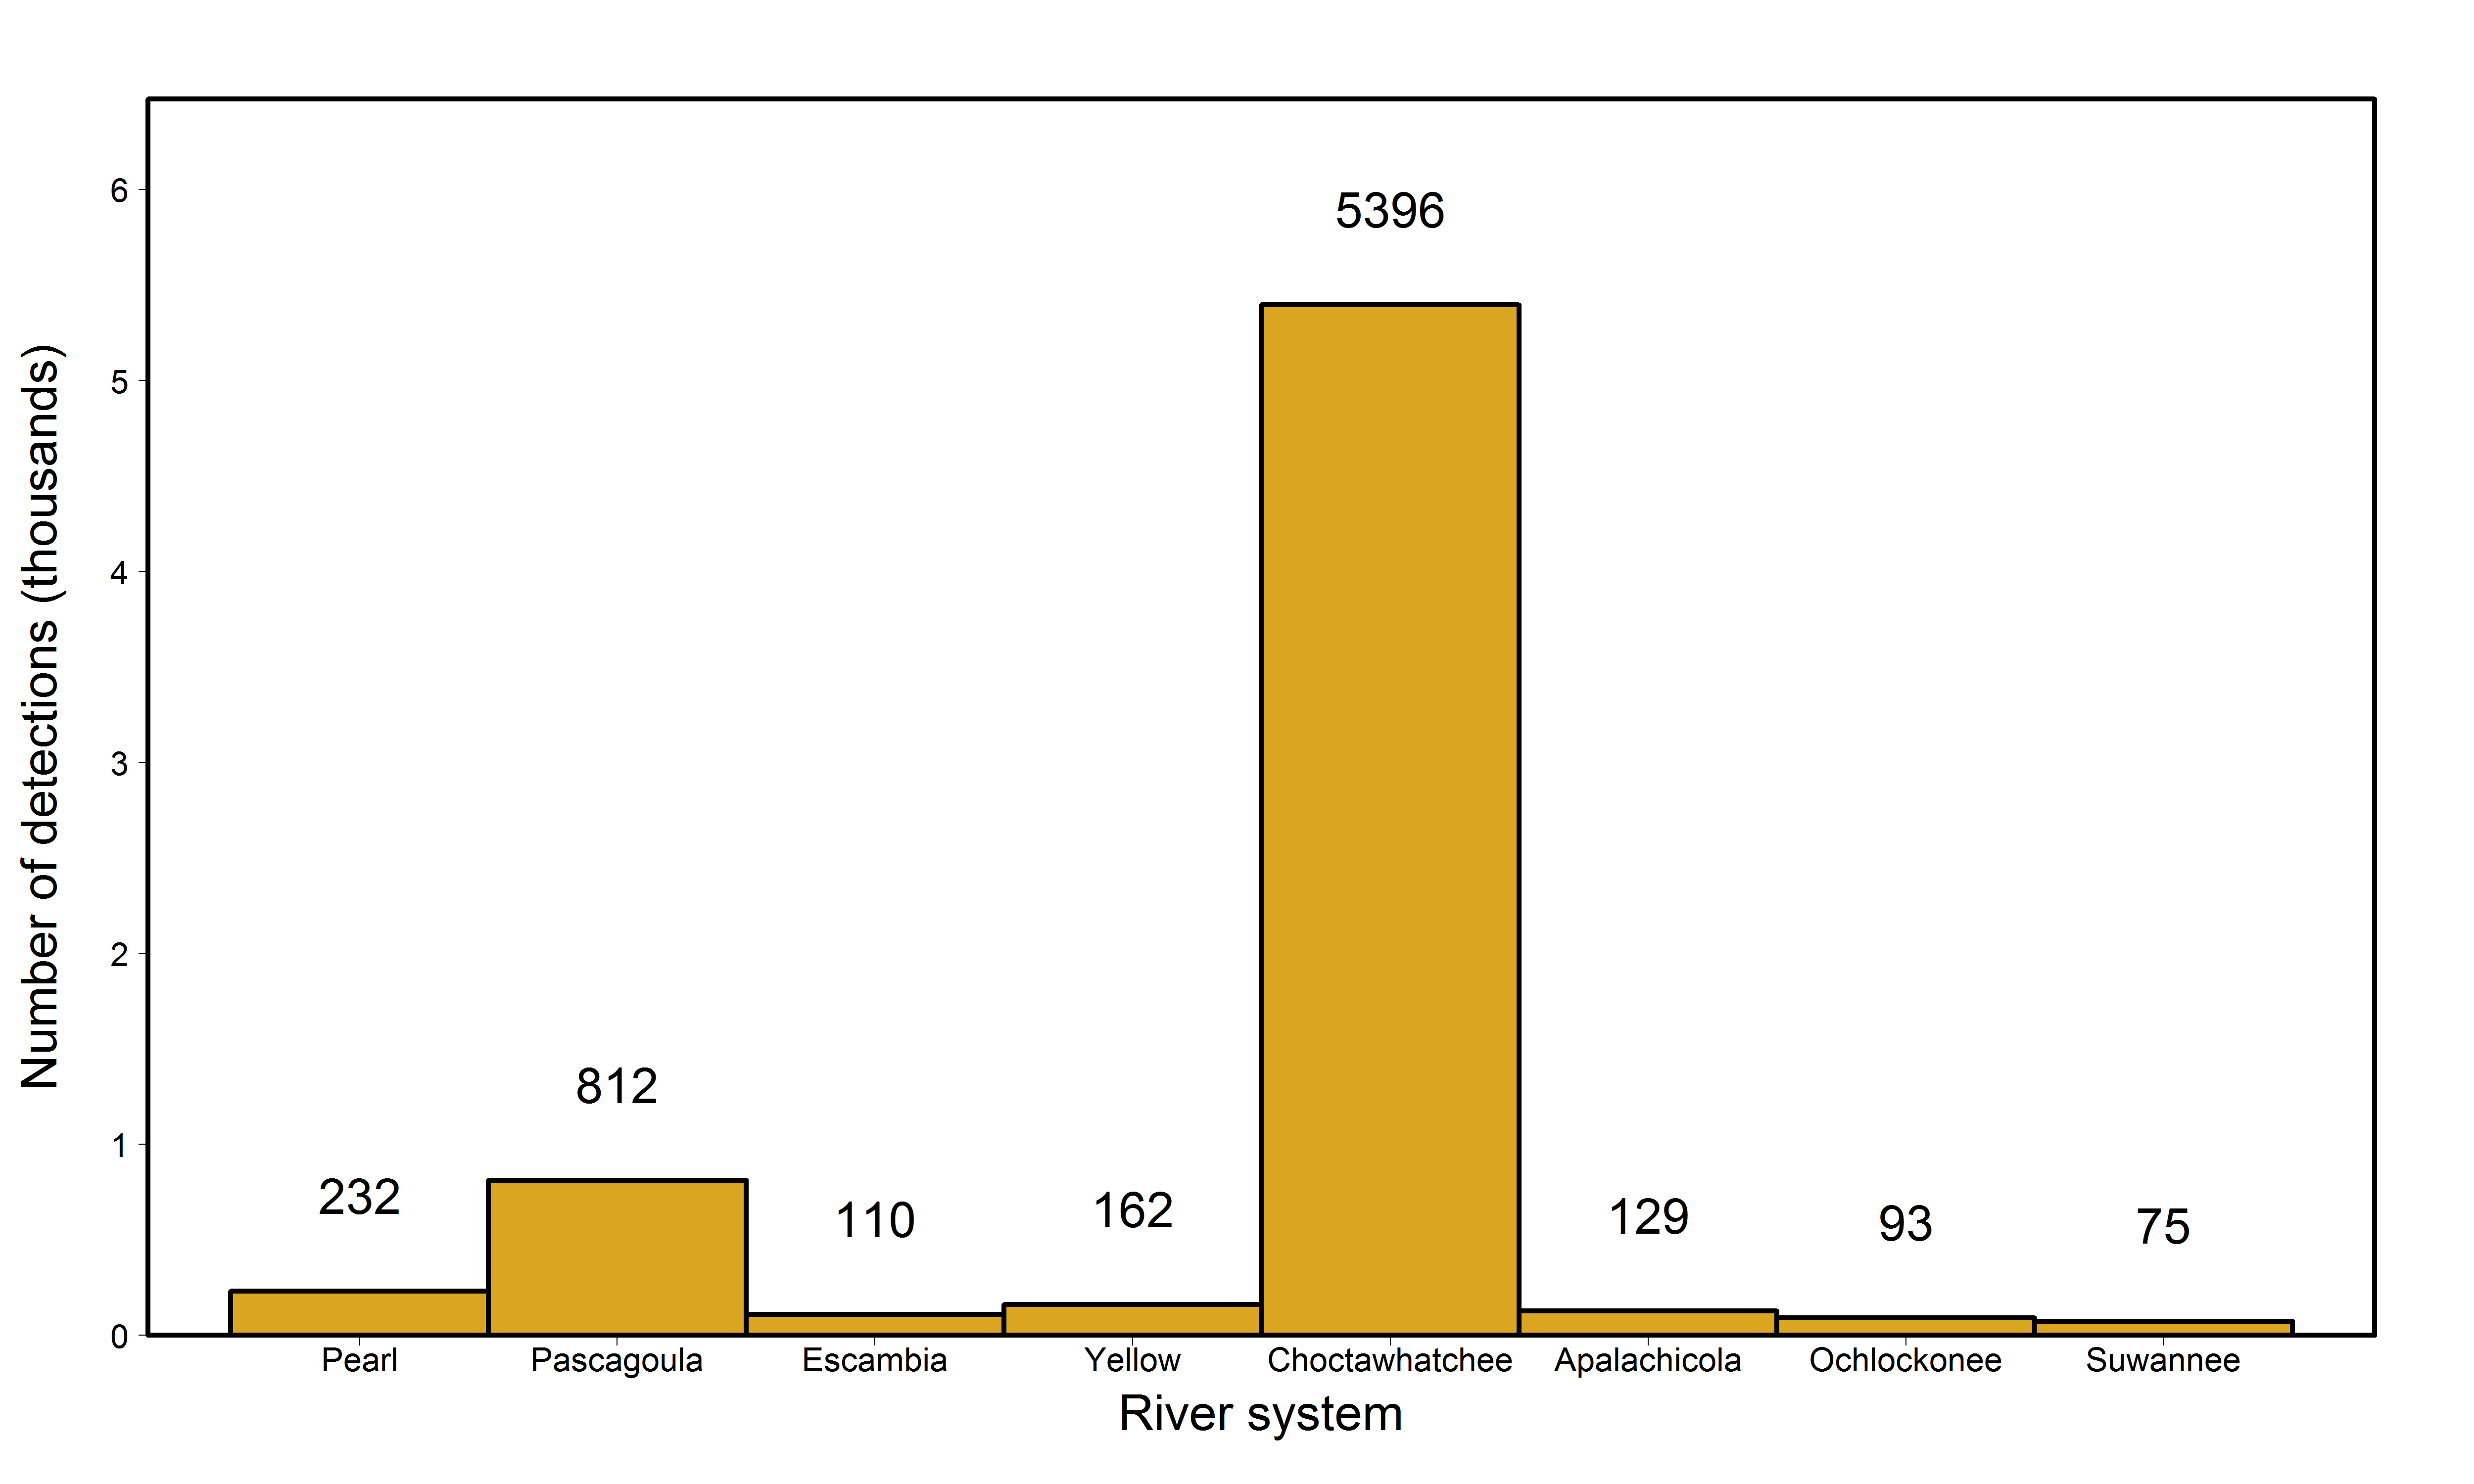 Number of detections (thousands)
6
5
4
3
2
1
0
232
812
110
162
5396
129
93
75
Pearl
Pascagoula
Escambia
Yellow
Choctawhatchee
Apalachicola
Ochlockonee
Suwannee
River system